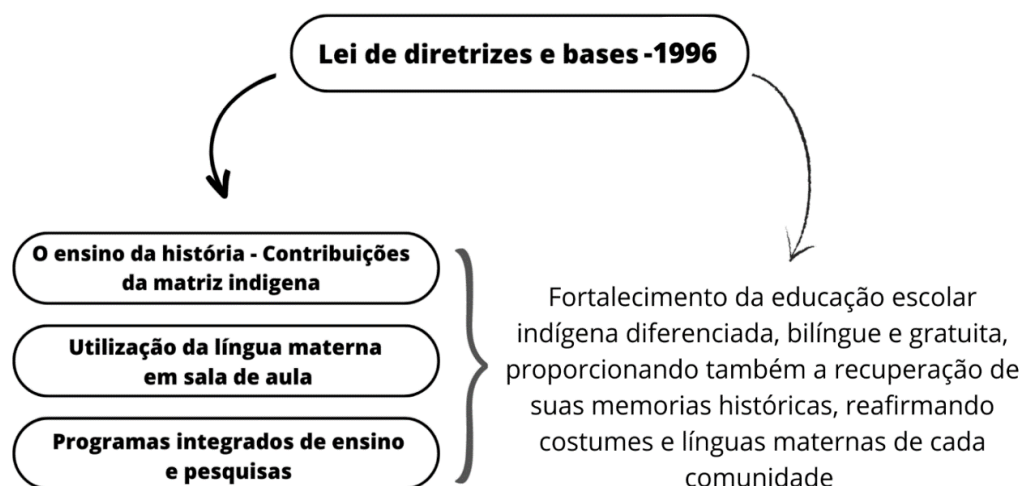 Lei de diretrizes e bases -1996
O ensino da história - Contribuições
da matriz indigena
Utilização da língua materna
em sala de aula
Programas integrados de ensino
e pesquisas
Fortalecimento da educação escolar
indígena diferenciada, bilíngue e gratuita,
proporcionando também a recuperação de
suas memorias históricas, reafirmando
costumes e línguas maternas de cada
comunidade